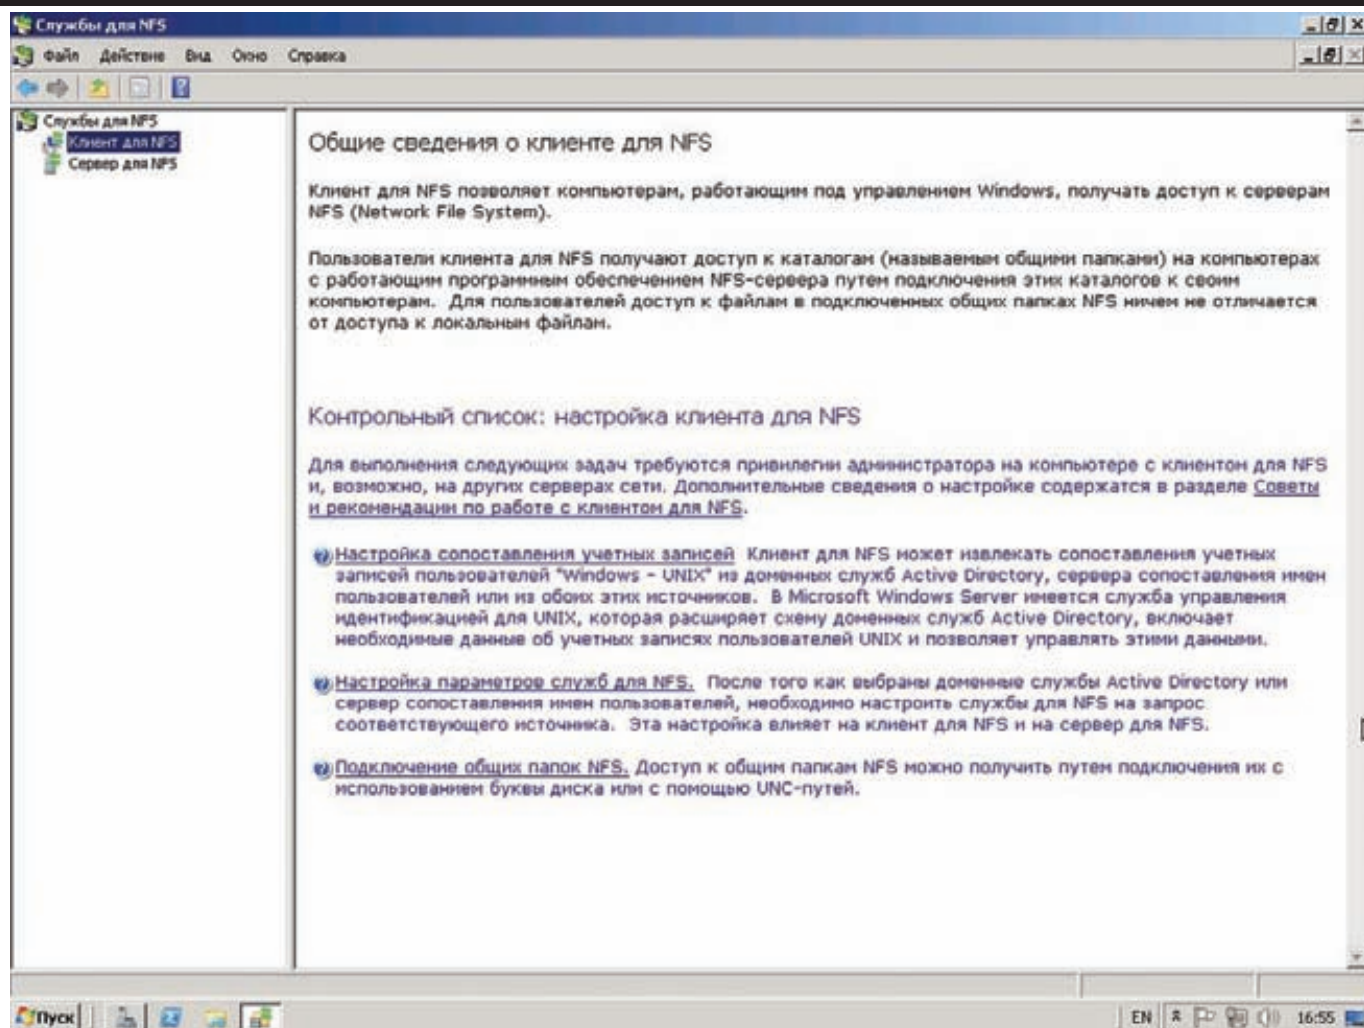 Службы для NFS
Файл Действие Вид Окно Справка
Службы для NFS
Клиент для NFS
Сервер для NFS
Общие сведения о клиенте для NFS
Клиент для NFS позволяет компьютерам, работающим под управлением Windows, получать доступ к серверам
NFS (Network File System).
Пользователи клиента для NFS получают доступ к каталогам (называемым общими папками) на компьютерах
с работающим программным обеспечением NFS-сервера путем подключения этих каталогов к своим
компьютерам. Для пользователей доступ к файлам в подключенных общих папках NFS ничем не отличается
от доступа к локальным файлам.
Контрольный список: настройка клиента для NFS
Для выполнения следующих задач требуются привилегии администратора на компьютере с клиентом для NFS
и, возможно, на других серверах сети. Дополнительные сведения о настройке содержатся в разделе Советы
и рекомендации по работе с клиентом для NFS.
Настройка сопоставления учетных записей Клиент для NFS может извлекать сопоставления учетных
записей пользователей "Windows - UNIX" из доменных служб Active Directory, сервера сопоставления имен
пользователей или из обоих этих источников. В Microsoft Windows Server имеется служба управления
идентификацией для UNIX, которая расширяет схему доменных служб Active Directory, включает
необходимые данные об учетных записях пользователей UNIX и позволяет управлять этими данными.
Настройка параметров служб для NFS. После того как выбраны доменные службы Active Directory или
сервер сопоставления имен пользователей, необходимо настроить службы для NFS на запрос
соответствующего источника. Эта настройка влияет на клиент для NFS и на сервер для NFS.
Подключение общих папок NFS. Доступ к общим папкам NFS можно получить путем подключения их с
использованием буквы диска или с помощью UNC-путей.
Пуск EN 16:55